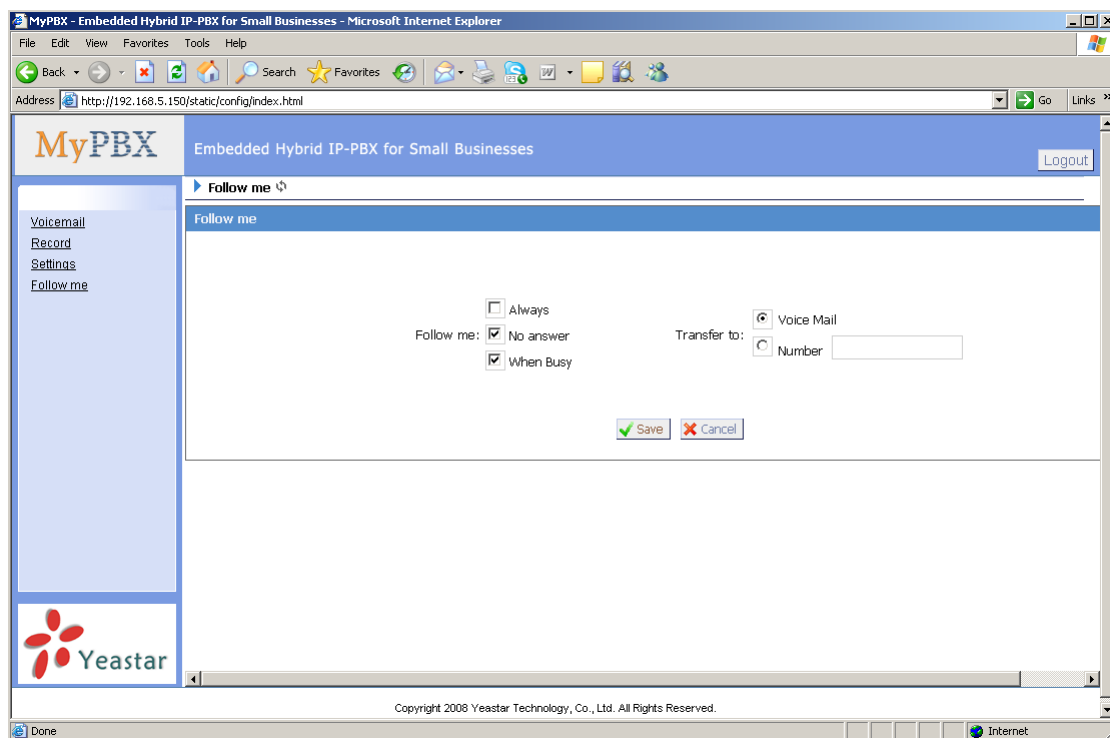 MyPBX - Embedded Hybrid IP-PBX for Small Businesses - Microsoft Internet Explorer
File Edit View Favorites Tools Help
Back Search Favorites
Address http://192.168.5.150/static/config/index.html Go Links »
MyPBX
Embedded Hybrid IP-PBX for Small Businesses
Logout
Follow me
Voicemail
Record
Settings
Follow me
Follow me
Follow me:
Always
No answer
When Busy
Transfer to:
Voice Mail
Number
Save Cancel
Yeastar
Copyright 2008 Yeastar Technology, Co., Ltd. All Rights Reserved.
Done Internet